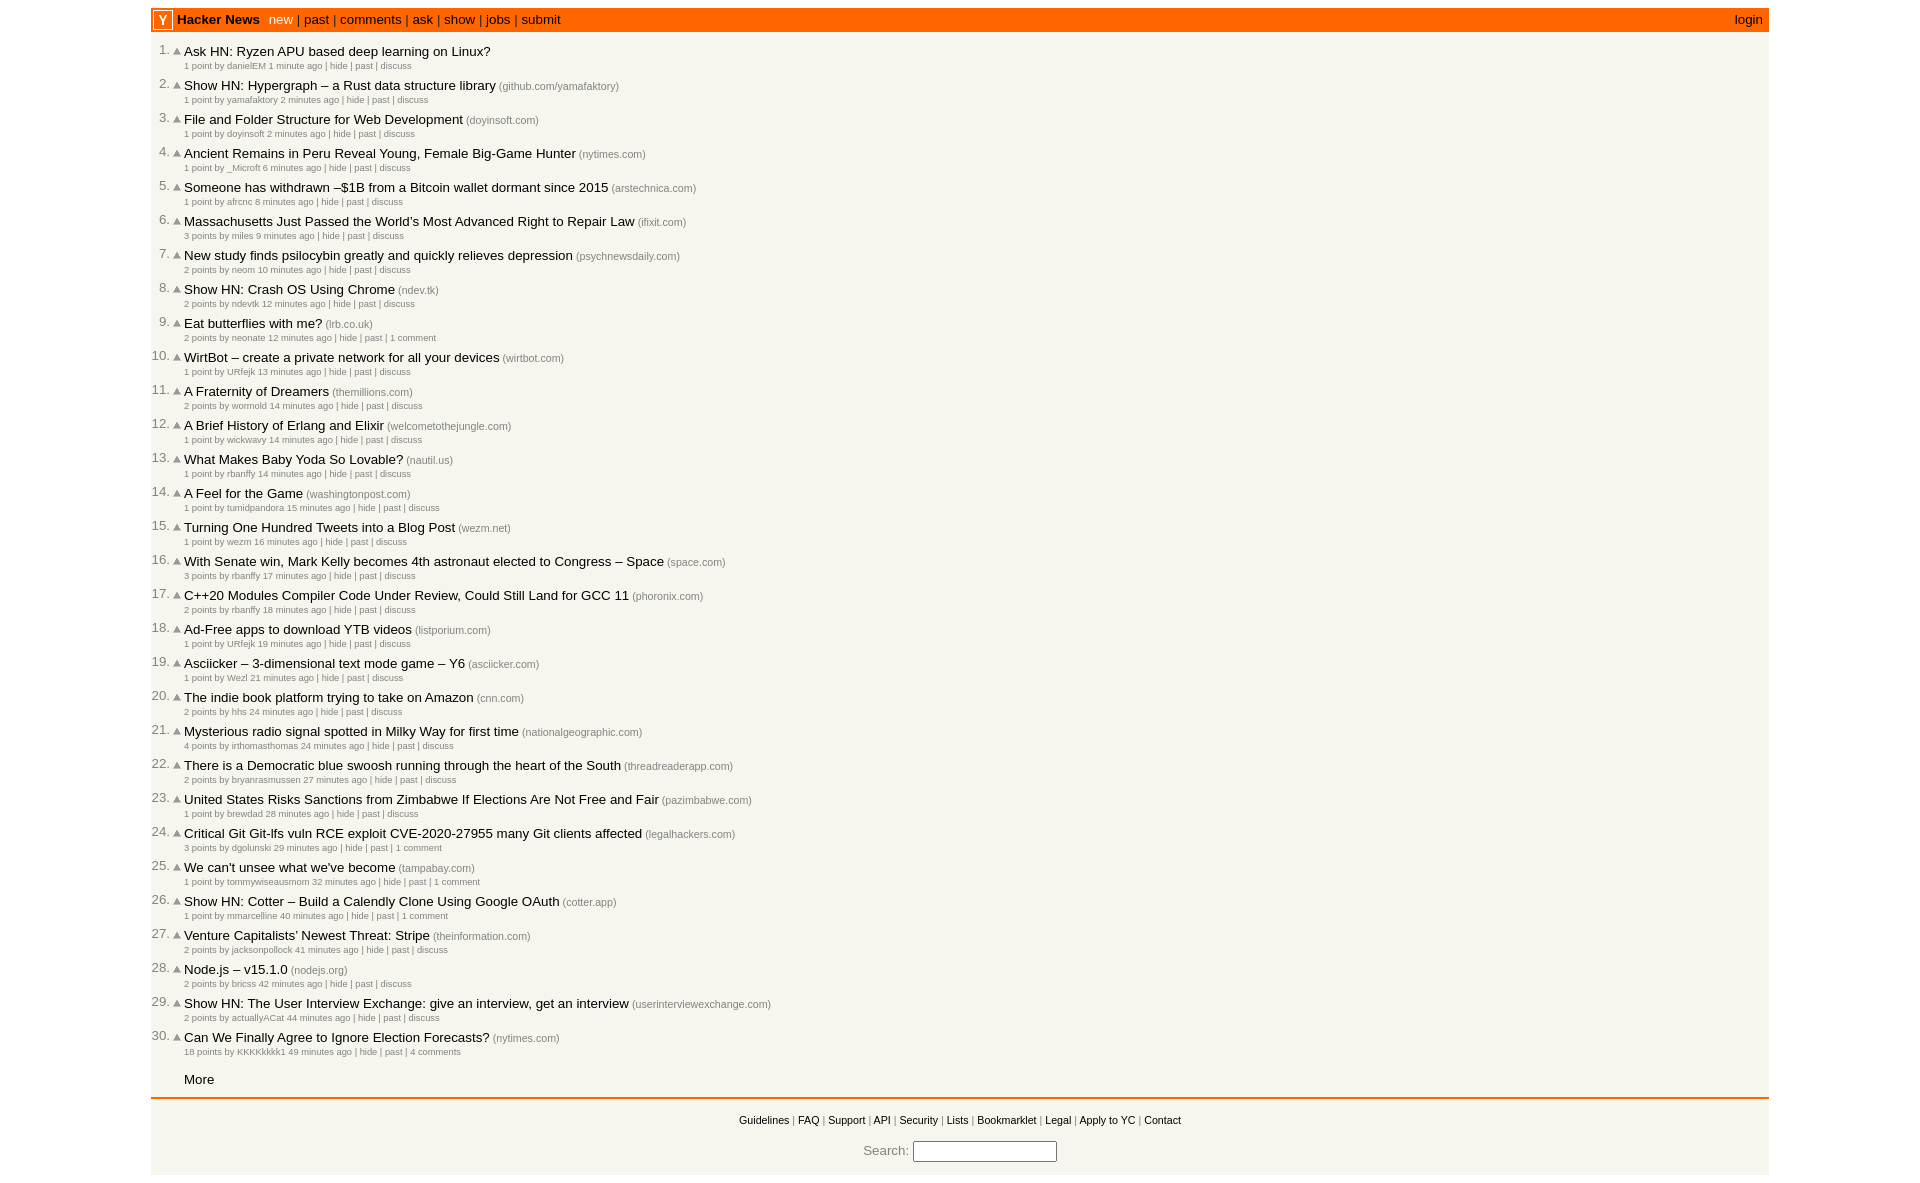 Y Hacker News new | past | comments | ask | show | jobs | submit login
1. Ask HN: Ryzen APU based deep learning on Linux?
1 point by danielEM 1 minute ago | hide | past | discuss
2. Show HN: Hypergraph – a Rust data structure library (github.com/yamafaktory)
1 point by yamafaktory 2 minutes ago | hide | past | discuss
3. File and Folder Structure for Web Development (doyinsoft.com)
1 point by doyinsoft 2 minutes ago | hide | past | discuss
4. Ancient Remains in Peru Reveal Young, Female Big-Game Hunter (nytimes.com)
1 point by _Microft 6 minutes ago | hide | past | discuss
5. Someone has withdrawn –$1B from a Bitcoin wallet dormant since 2015 (arstechnica.com)
1 point by afrcnc 8 minutes ago | hide | past | discuss
6. Massachusetts Just Passed the World’s Most Advanced Right to Repair Law (ifixit.com)
3 points by miles 9 minutes ago | hide | past | discuss
7. New study finds psilocybin greatly and quickly relieves depression (psychnewsdaily.com)
2 points by neom 10 minutes ago | hide | past | discuss
8. Show HN: Crash OS Using Chrome (ndev.tk)
2 points by ndevtk 12 minutes ago | hide | past | discuss
9. Eat butterflies with me? (lrb.co.uk)
2 points by neonate 12 minutes ago | hide | past | 1 comment
10. WirtBot – create a private network for all your devices (wirtbot.com)
1 point by URfejk 13 minutes ago | hide | past | discuss
11. A Fraternity of Dreamers (themillions.com)
2 points by wormold 14 minutes ago | hide | past | discuss
12. A Brief History of Erlang and Elixir (welcometothejungle.com)
1 point by wickwavy 14 minutes ago | hide | past | discuss
13. What Makes Baby Yoda So Lovable? (nautil.us)
1 point by rbanffy 14 minutes ago | hide | past | discuss
14. A Feel for the Game (washingtonpost.com)
1 point by tumidpandora 15 minutes ago | hide | past | discuss
15. Turning One Hundred Tweets into a Blog Post (wezm.net)
1 point by wezm 16 minutes ago | hide | past | discuss
16. With Senate win, Mark Kelly becomes 4th astronaut elected to Congress – Space (space.com)
3 points by rbanffy 17 minutes ago | hide | past | discuss
17. C++20 Modules Compiler Code Under Review, Could Still Land for GCC 11 (phoronix.com)
2 points by rbanffy 18 minutes ago | hide | past | discuss
18. Ad-Free apps to download YTB videos (listporium.com)
1 point by URfejk 19 minutes ago | hide | past | discuss
19. Asciicker – 3-dimensional text mode game – Y6 (asciicker.com)
1 point by Wezl 21 minutes ago | hide | past | discuss
20. The indie book platform trying to take on Amazon (cnn.com)
2 points by hhs 24 minutes ago | hide | past | discuss
21. Mysterious radio signal spotted in Milky Way for first time (nationalgeographic.com)
4 points by irthomasthomas 24 minutes ago | hide | past | discuss
22. There is a Democratic blue swoosh running through the heart of the South (threadreaderapp.com)
2 points by bryanrasmussen 27 minutes ago | hide | past | discuss
23. United States Risks Sanctions from Zimbabwe If Elections Are Not Free and Fair (pazimbabwe.com)
1 point by brewdad 28 minutes ago | hide | past | discuss
24. Critical Git Git-lfs vuln RCE exploit CVE-2020-27955 many Git clients affected (legalhackers.com)
3 points by dgolunski 29 minutes ago | hide | past | 1 comment
25. We can't unsee what we've become (tampabay.com)
1 point by tommywiseausmom 32 minutes ago | hide | past | 1 comment
26. Show HN: Cotter – Build a Calendly Clone Using Google OAuth (cotter.app)
1 point by mmarcelline 40 minutes ago | hide | past | 1 comment
27. Venture Capitalists’ Newest Threat: Stripe (theinformation.com)
2 points by jacksonpollock 41 minutes ago | hide | past | discuss
28. Node.js – v15.1.0 (nodejs.org)
2 points by bricss 42 minutes ago | hide | past | discuss
29. Show HN: The User Interview Exchange: give an interview, get an interview (userinterviewexchange.com)
2 points by actuallyACat 44 minutes ago | hide | past | discuss
30. Can We Finally Agree to Ignore Election Forecasts? (nytimes.com)
18 points by KKKKkkkk1 49 minutes ago | hide | past | 4 comments
More
Guidelines | FAQ | Support | API | Security | Lists | Bookmarklet | Legal | Apply to YC | Contact
Search: